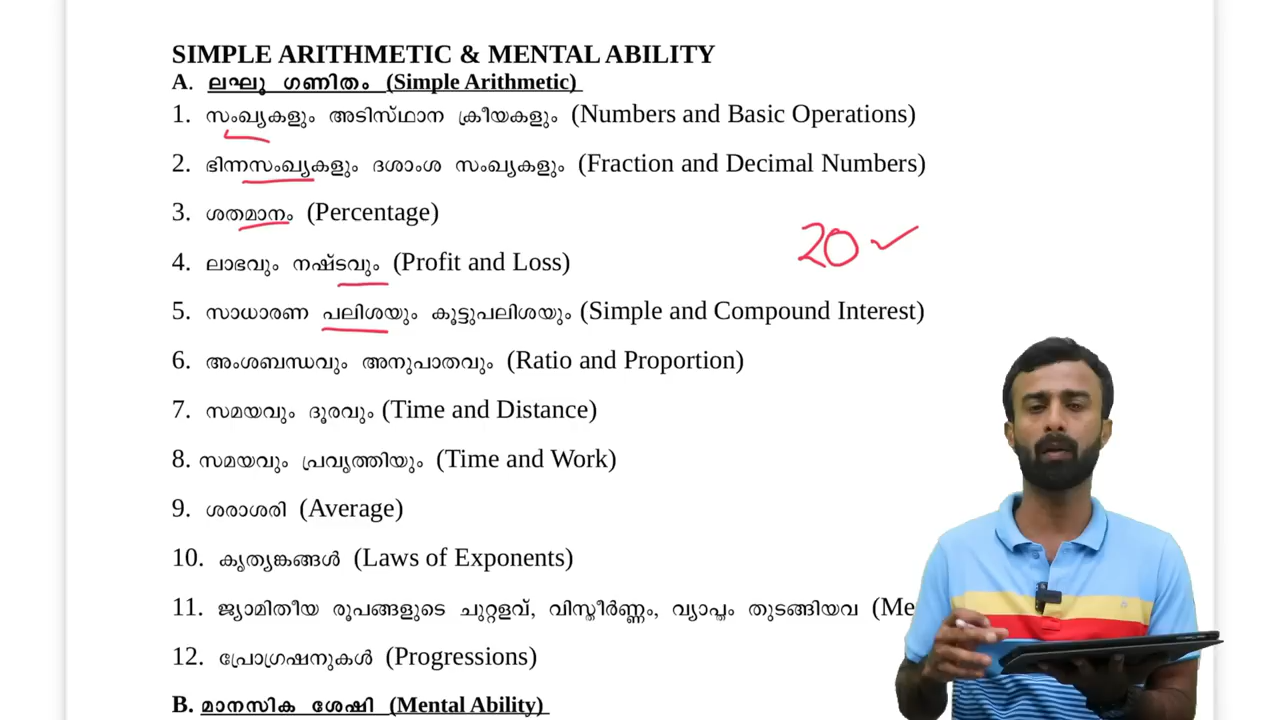 SIMPLE ARITHMETIC & MENTAL ABILITY
A. ലഘൂ ഗണിതം (Simple Arithmetic)
1. സംഖ്യകളും അടിസ്ഥാന ക്രീയകളും (Numbers and Basic Operations)
2. ഭിന്നസംഖ്യകളും ദശാംശ സംഖ്യകളും (Fraction and Decimal Numbers)
3. ശതമാനം (Percentage)
20
4. ലാഭവും നഷ്ടവും (Profit and Loss)
5. സാധാരണ പലിശയും കൂട്ടുപലിശയും (Simple and Compound Interest)
6. അംശബന്ധവും അനുപാതവും (Ratio and Proportion)
7. സമയവും ദൂരവും (Time and Distance)
8. സമയവും പ്രവൃത്തിയും (Time and Work)
9. ശരാശരി (Average)
10. കൃത്യങ്കങ്ങൾ (Laws of Exponents)
11. ജ്യാമിതീയ രൂപങ്ങളുടെ ചുറ്റളവ്, വിസ്തീർണ്ണം, വ്യാപ്തം തുടങ്ങിയവ (Me
12. പ്രോഗ്രഷനുകൾ (Progressions)
B. മാനസിക ശേഷി (Mental Ability)